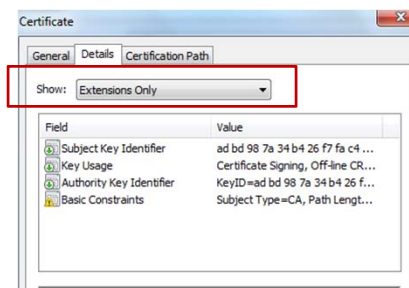 Certificate
General Details Certification Path
Show: Extensions Only
Field Value
Subject Key Identifier ad bd 98 7a 34 b4 26 f7 fa c4 ...
Key Usage Certificate Signing, Off-line CR...
Authority Key Identifier KeyID=ad bd 98 7a 34 b4 26 f...
Basic Constraints Subject Type=CA, Path Lengt...